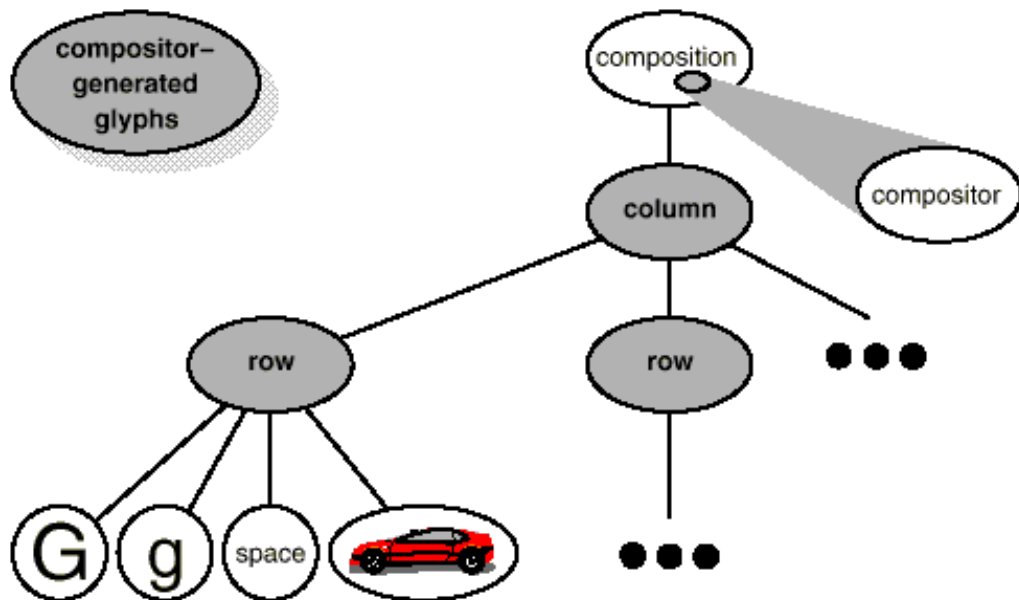 compositor–
generated
glyphs
composition
compositor
column
row
row
G
g
space